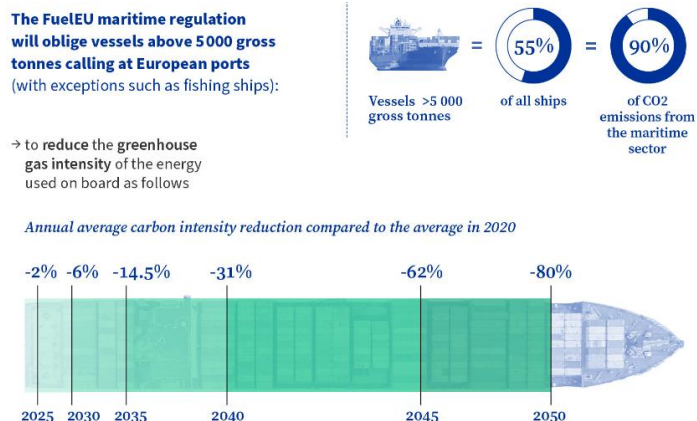 The FuelEU maritime regulation
will oblige vessels above 5000 gross
tonnes calling at European ports
(with exceptions such as fishing ships):
→ to reduce the greenhouse
gas intensity of the energy
used on board as follows
= 55% = 90%
Vessels >5 000
gross tonnes
of all ships
of CO2
emissions from
the maritime
sector
Annual average carbon intensity reduction compared to the average in 2020
-2% -6% -14.5% -31% -62% -80%
2025 2030 2035 2040 2045 2050